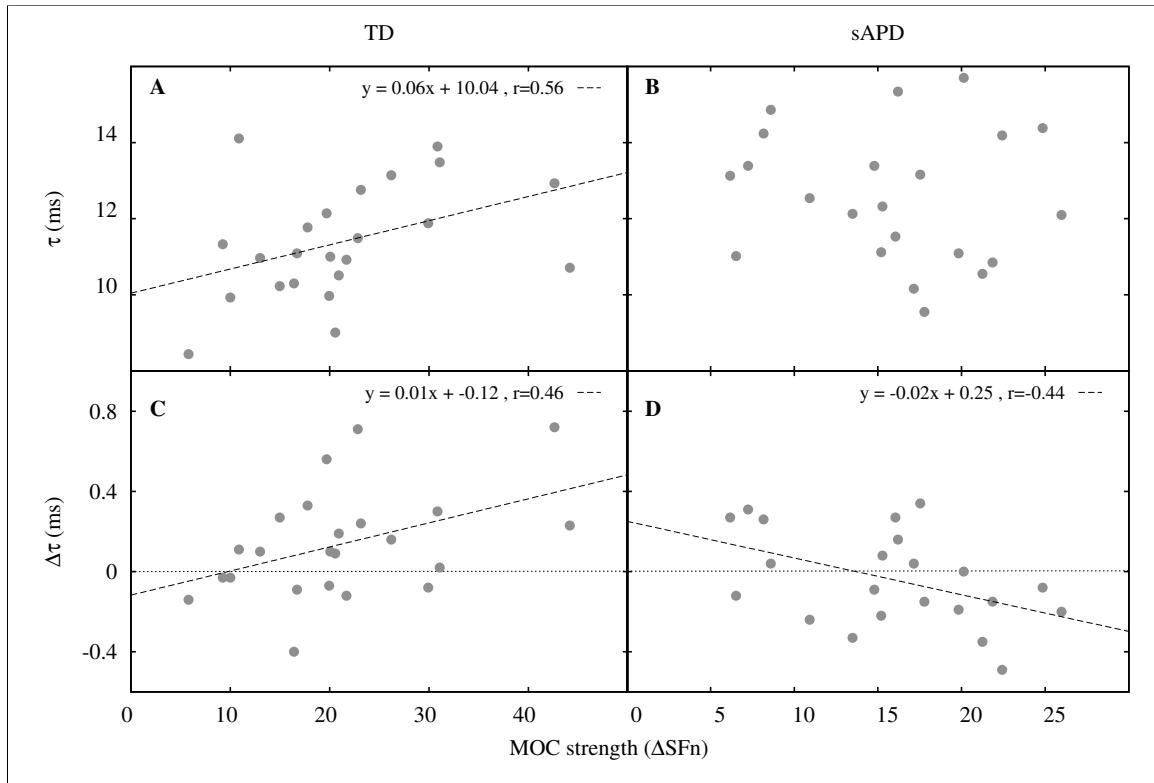 TD sAPD
A y = 0.06x + 10.04 , r=0.56 B
14
12
10
τ (ms)
C y = 0.01x + -0.12 , r=0.46 D y = -0.02x + 0.25 , r=-0.44
0.8
0.4
0
-0.4
Δτ (ms)
0 10 20 30 40 0 5 10 15 20 25
MOC strength (ΔSFn)